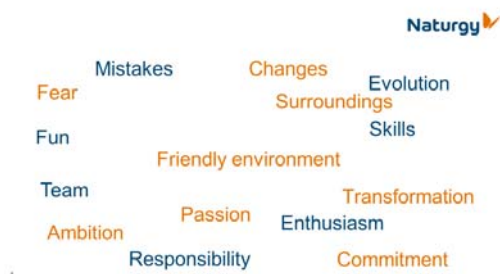 Naturgy
Mistakes
Changes
Evolution
Fear
Surroundings
Fun
Skills
Friendly environment
Team
Transformation
Passion
Enthusiasm
Ambition
Responsibility
Commitment